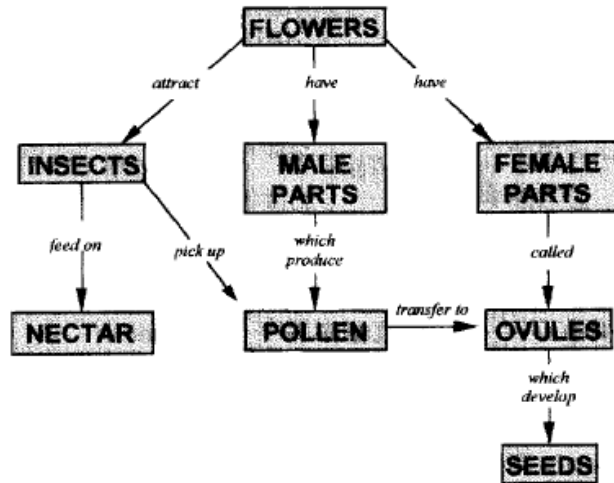 FLOWERS
attract
have
have
INSECTS
MALE
PARTS
FEMALE
PARTS
feed on
pick up
which
produce
called
NECTAR
POLLEN
transfer to
OVULES
which
develop
SEEDS